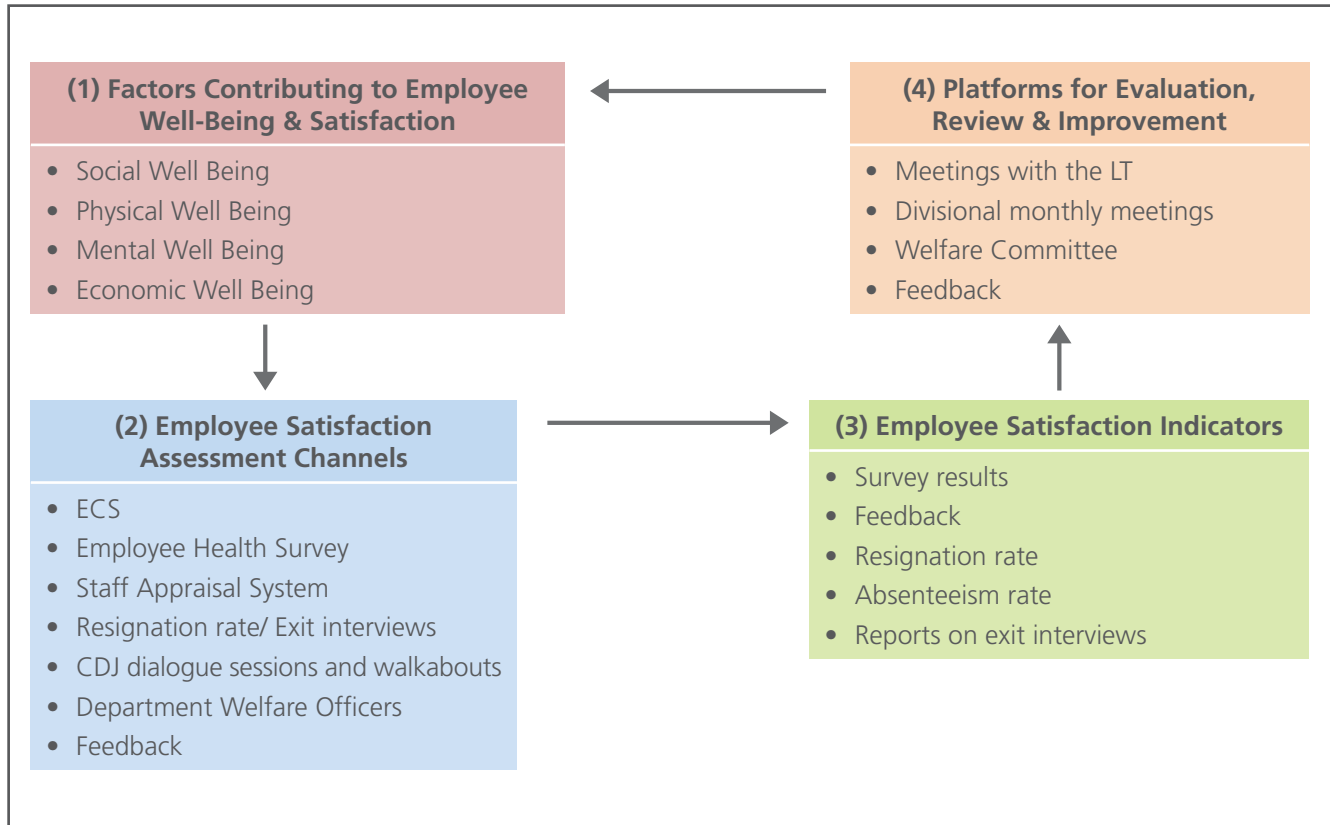 (1) Factors Contributing to Employee
Well-Being & Satisfaction
• Social Well Being
• Physical Well Being
• Mental Well Being
• Economic Well Being
(2) Employee Satisfaction
Assessment Channels
• ECS
• Employee Health Survey
• Staff Appraisal System
• Resignation rate/ Exit interviews
• CDJ dialogue sessions and walkabouts
• Department Welfare Officers
• Feedback
(3) Employee Satisfaction Indicators
• Survey results
• Feedback
• Resignation rate
• Absenteeism rate
• Reports on exit interviews
(4) Platforms for Evaluation,
Review & Improvement
• Meetings with the LT
• Divisional monthly meetings
• Welfare Committee
• Feedback